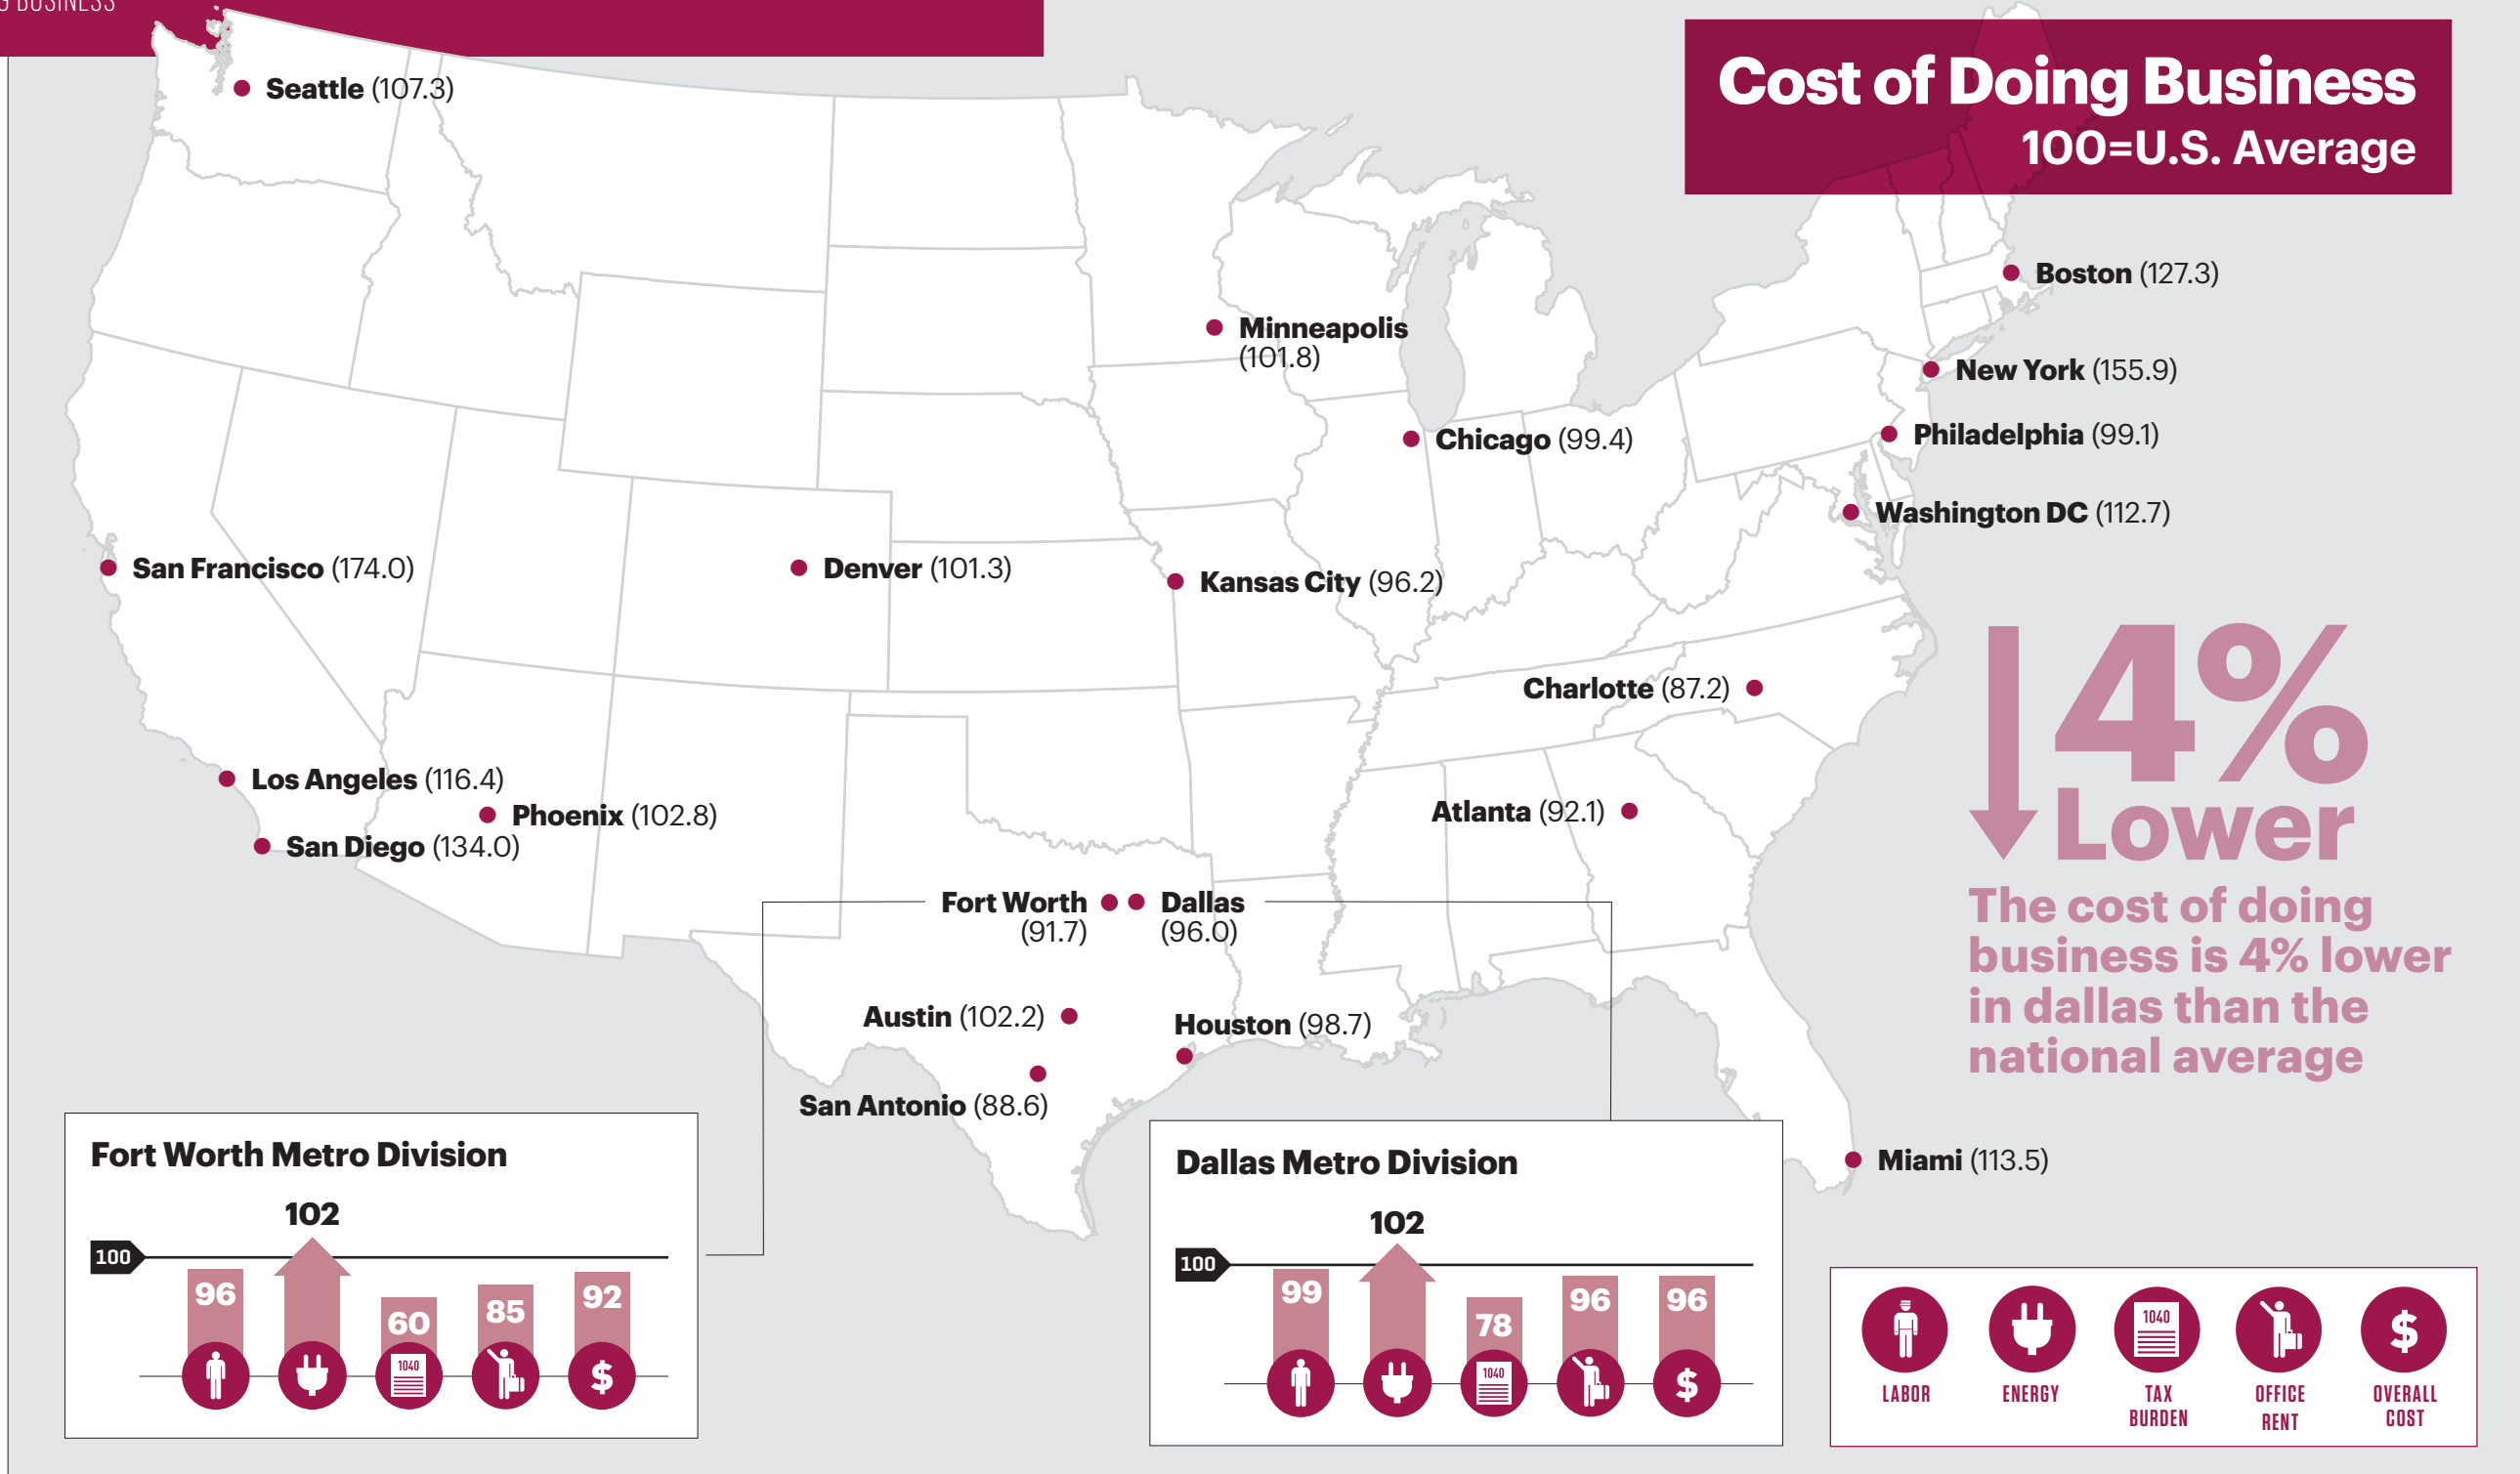 G BUSINESS
Cost of Doing Business
100=U.S. Average
Seattle (107.3)
Boston (127.3)
Minneapolis
(101.8)
New York (155.9)
Chicago (99.4)
Philadelphia (99.1)
Washington DC (112.7)
San Francisco (174.0)
Denver (101.3)
Kansas City (96.2)
Charlotte (87.2)
Los Angeles (116.4)
Phoenix (102.8)
San Diego (134.0)
Atlanta (92.1)
Fort Worth
(91.7)
Dallas
(96.0)
Austin (102.2)
Houston (98.7)
San Antonio (88.6)
Miami (113.5)
4%
Lower
The cost of doing
business is 4% lower
in dallas than the
national average
Fort Worth Metro Division
102
100
96
60
85
92
1040
$
Dallas Metro Division
102
100
99
78
96
96
1040
$
1040
$
LABOR
ENERGY
TAX
BURDEN
OFFICE
RENT
OVERALL
COST